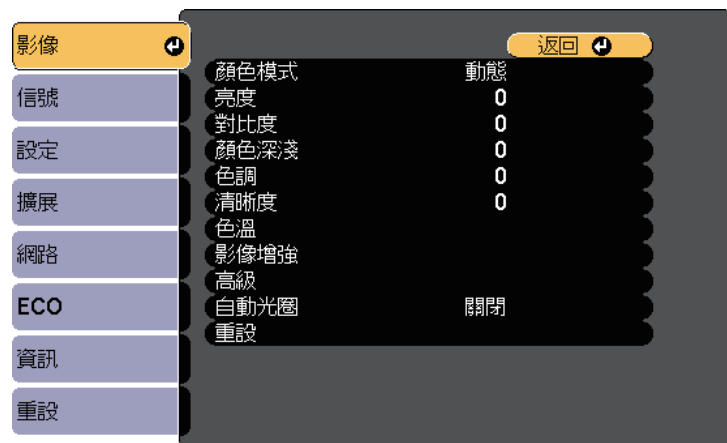 影像
信號
設定
擴展
網路
ECO
資訊
重設
返回
顏色模式 動態
亮度 0
對比度 0
顏色深淺 0
色調 0
清晰度 0
色溫
影像增強
高級
自動光圈 關閉
重設